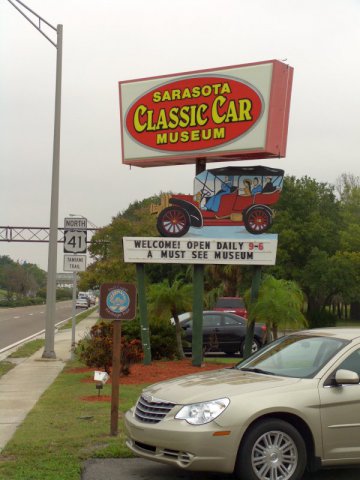 SARASOTA
CLASSIC CAR
MUSEUM
WELCOME! OPEN DAILY 9-6
A MUST SEE MUSEUM
NORTH
41
TAMIAMI
TRAIL